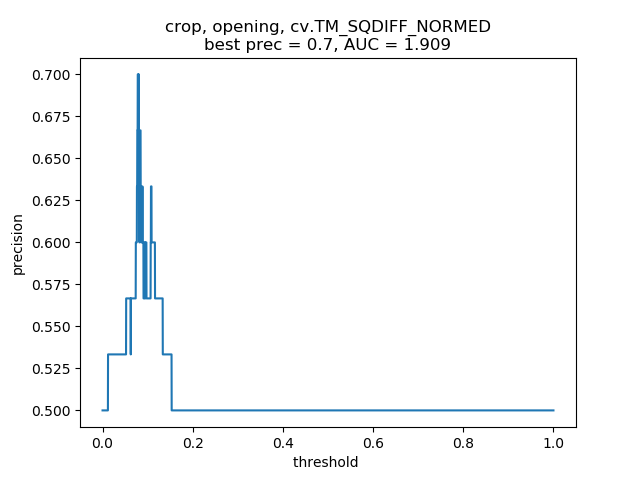 crop, opening, cv.TM_SQDIFF_NORMED
best prec = 0.7, AUC = 1.909
0.700
0.675
0.650
0.625
0.600
0.575
0.550
0.525
0.500
precision
0.0 0.2 0.4 0.6 0.8 1.0
threshold